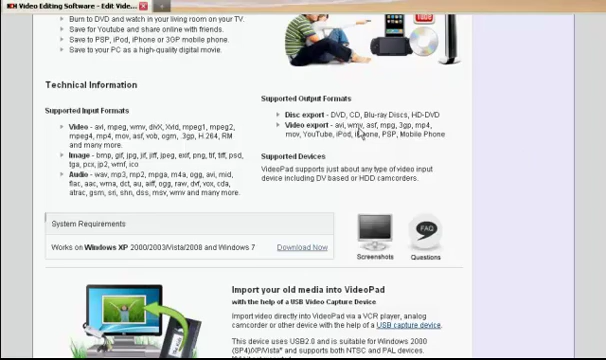 Video Editing Software - Edit Vide...
Burn to DVD and watch in your living room on your TV.
Save for Youtube and share online with friends.
Save to PSP, iPod, iPhone or 3GP mobile phone.
Save to your PC as a high-quality digital movie.
Technical Information
Supported Input Formats
Video - avi, mpeg, wmv, divX, Xvid, mpeg1, mpeg2,
mpeg4, mp4, mov, asf, vob, ogm, .3gp, H.264, RM
and many more.
Image - bmp, gif, jpg, jif, jiff, jpeg, exif, png, tif, tiff, psd,
tga, pcx, jp2, wmf, ico
Audio - wav, mp3, mp2, mpga, m4a, ogg, avi, mid,
flac, aac, wma, dct, au, aiff, ogg, raw, dvf, vox, cda,
atrac, gsm, sri, shn, dss, msv, wmv and many more.
Supported Output Formats
Disc export - DVD, CD, Blu-ray Discs, HD-DVD
Video export - avi, wmv, asf, mpg, 3gp, mp4,
mov, YouTube, iPod, iPhone, PSP, Mobile Phone
Supported Devices
VideoPad supports just about any type of video input
device including DV based or HDD camcorders.
System Requirements
Works on Windows XP 2000/2003/Vista/2008 and Windows 7
Download Now
Screenshots
FAQ
Questions
Import your old media into VideoPad
with the help of a USB Video Capture Device
Import video directly into VideoPad via a VCR player, analog
camcorder or other device with the help of a USB capture device.
This device uses USB2.0 and is suitable for Windows 2000
(SP4)/XP/Vista* and supports both NTSC and PAL devices.